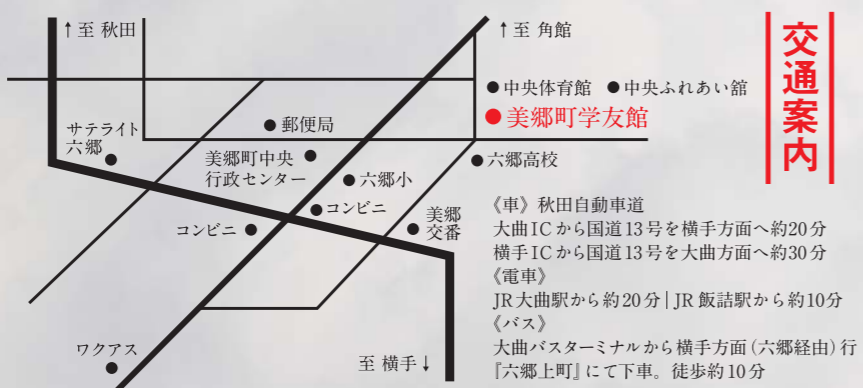 ↑至 秋田
↑至 角館
交通案内
●中央体育館 ●中央ふれあい舘
●美郷町学友館
●郵便局
サテライト
六郷
美郷町中央
行政センター
●六郷高校
●六郷小
●コンビニ
コンビニ●
美郷
交番
ワクアス
至 横手↓
《車》秋田自動車道
大曲ICから国道13号を横手方面へ約20分
横手ICから国道13号を大曲方面へ約30分
《電車》
JR大曲駅から約20分|JR飯詰駅から約10分
《バス》
大曲バスターミナルから横手方面(六郷経由)行
『六郷上町』にて下車。徒歩約10分